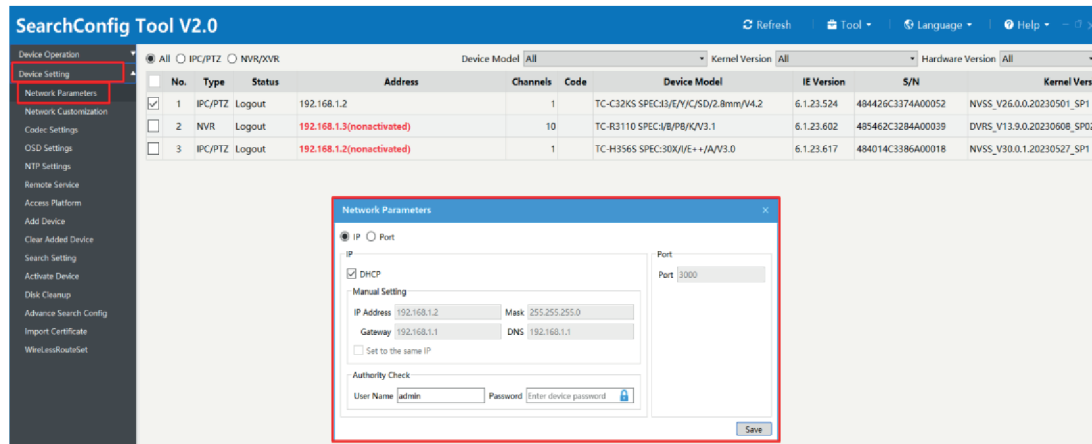 SearchConfig Tool V2.0
Refresh Tool Language Help
Device Operation
Device Setting
Network Parameters
Network Customization
Codec Settings
OSD Settings
NTP Settings
Remote Service
Access Platform
Add Device
Clear Added Device
Search Setting
Activate Device
Disk Cleanup
Advance Search Config
Import Certificate
WireLessRouteSet
All IPC/PTZ NVR/XVR Device Model All Kernel Version All Hardware Version All
No. Type Status Address Channels Code Device Model IE Version S/N Kernel Vers
1 IPC/PTZ Logout 192.168.1.2 1 TC-C32KS SPEC:I3/E/Y/C/SD/2.8mm/V4.2 6.1.23.524 484426C3374A00052 NVSS_V26.0.0.20230501_SP1
2 NVR Logout 192.168.1.3(nonactivated) 10 TC-R3110 SPEC:I/B/P8/K/V3.1 6.1.23.602 485462C3284A00039 DVRS_V13.9.0.20230608_SP02
3 IPC/PTZ Logout 192.168.1.2(nonactivated) 1 TC-H356S SPEC:30X/I/E++/A/V3.0 6.1.23.617 484014C3386A00018 NVSS_V30.0.1.20230527_SP1
Network Parameters
IP Port
IP
DHCP
Manual Setting
IP Address 192.168.1.2 Mask 255.255.255.0
Gateway 192.168.1.1 DNS 192.168.1.1
Set to the same IP
Authority Check
User Name admin Password Enter device password
Port
Port 3000
Save